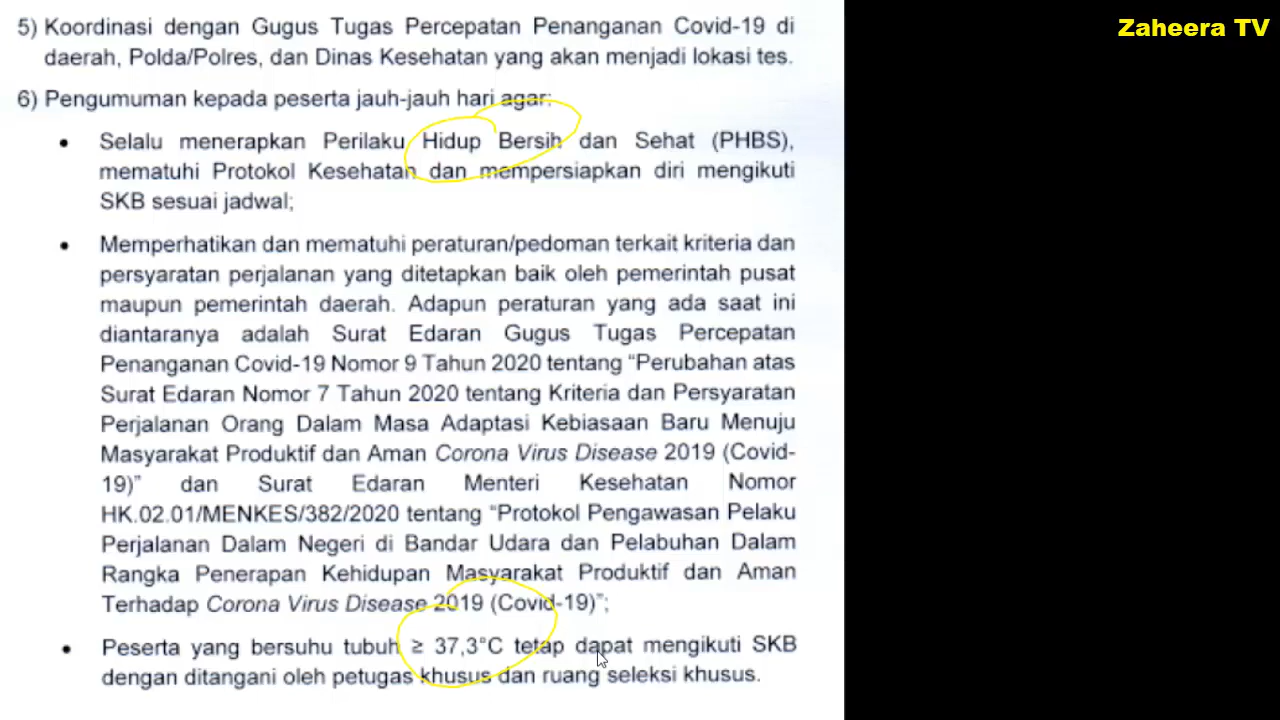 Zaheera TV
5) Koordinasi dengan Gugus Tugas Percepatan Penanganan Covid-19 di
daerah, Polda/Polres, dan Dinas Kesehatan yang akan menjadi lokasi tes.
6) Pengumuman kepada peserta jauh-jauh hari agar:
• Selalu menerapkan Perilaku Hidup Bersih dan Sehat (PHBS),
mematuhi Protokol Kesehatan dan mempersiapkan diri mengikuti
SKB sesuai jadwal;
• Memperhatikan dan mematuhi peraturan/pedoman terkait kriteria dan
persyaratan perjalanan yang ditetapkan baik oleh pemerintah pusat
maupun pemerintah daerah. Adapun peraturan yang ada saat ini
diantaranya adalah Surat Edaran Gugus Tugas Percepatan
Penanganan Covid-19 Nomor 9 Tahun 2020 tentang “Perubahan atas
Surat Edaran Nomor 7 Tahun 2020 tentang Kriteria dan Persyaratan
Perjalanan Orang Dalam Masa Adaptasi Kebiasaan Baru Menuju
Masyarakat Produktif dan Aman Corona Virus Disease 2019 (Covid-
19)” dan Surat Edaran Menteri Kesehatan Nomor
HK.02.01/MENKES/382/2020 tentang “Protokol Pengawasan Pelaku
Perjalanan Dalam Negeri di Bandar Udara dan Pelabuhan Dalam
Rangka Penerapan Kehidupan Masyarakat Produktif dan Aman
Terhadap Corona Virus Disease 2019 (Covid-19)”;
• Peserta yang bersuhu tubuh ≥ 37,3°C tetap dapat mengikuti SKB
dengan ditangani oleh petugas khusus dan ruang seleksi khusus.